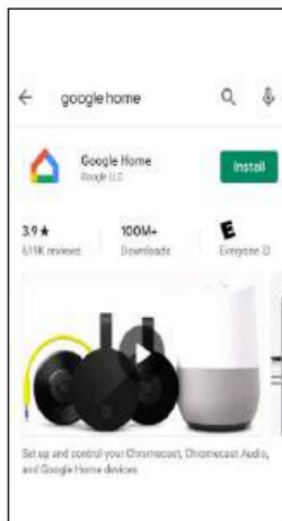 google home
Google Home
Google LLC
Install
3.9★
100M+
E
619K reviews
Downloads
Everyone
Set up and control your Chromecast, Chromecast Audio,
and Google Home devices